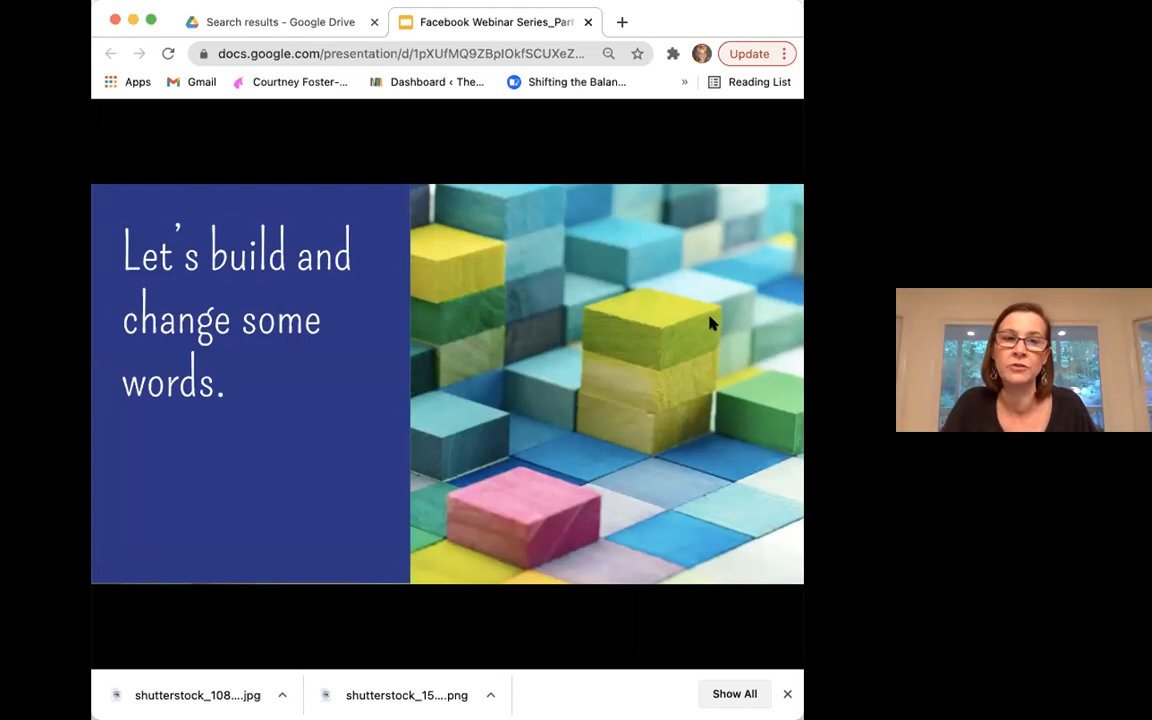 Search results - Google Drive
Facebook Webinar Series_Par
docs.google.com/presentation/d/1pXUfMQ9ZBpIOkfSCUXeZ...
Update
Apps
Gmail
Courtney Foster-...
Dashboard ‹ The...
Shifting the Balan...
»
Reading List
Let's build and
change some
words.
shutterstock_108....jpg
shutterstock_15....png
Show All